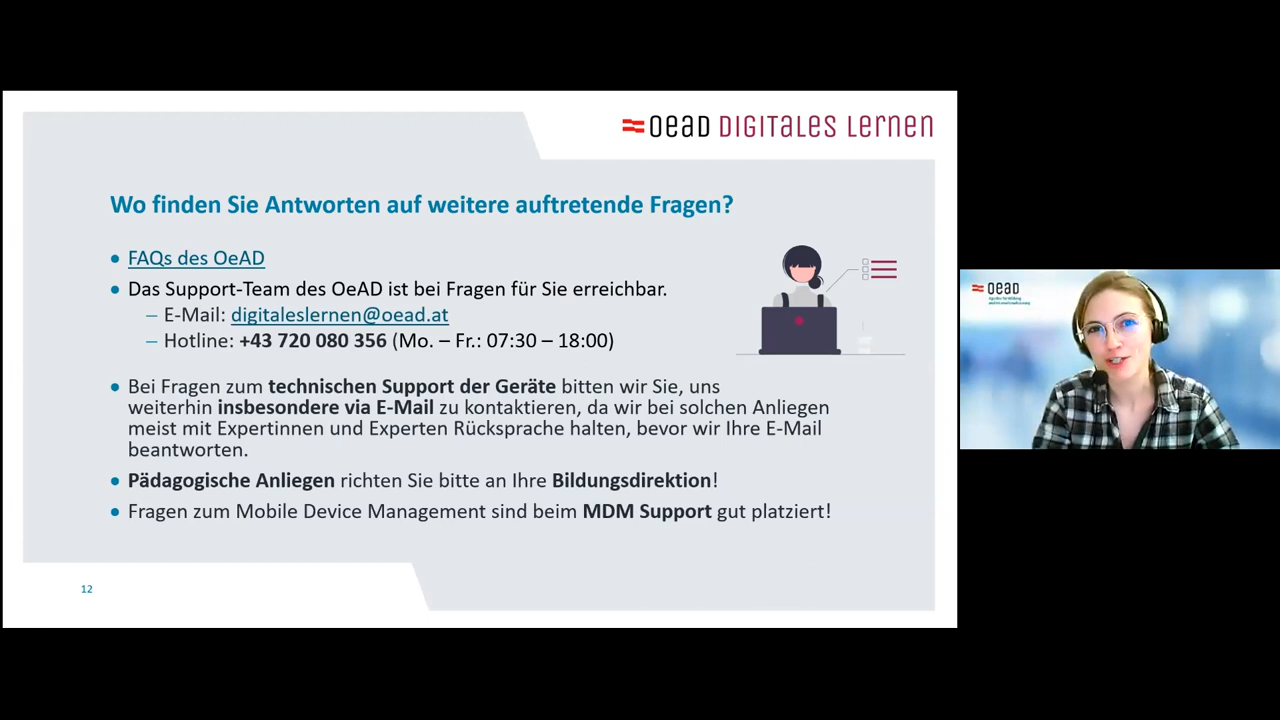 OeAD DIGITALES LERNEN
Wo finden Sie Antworten auf weitere auftretende Fragen?
• FAQs des OeAD
• Das Support-Team des OeAD ist bei Fragen für Sie erreichbar.
– E-Mail: digitaleslernen@oead.at
– Hotline: +43 720 080 356 (Mo. – Fr.: 07:30 – 18:00)
• Bei Fragen zum technischen Support der Geräte bitten wir Sie, uns
weiterhin insbesondere via E-Mail zu kontaktieren, da wir bei solchen Anliegen
meist mit Expertinnen und Experten Rücksprache halten, bevor wir Ihre E-Mail
beantworten.
• Pädagogische Anliegen richten Sie bitte an Ihre Bildungsdirektion!
• Fragen zum Mobile Device Management sind beim MDM Support gut platziert!
12
OeAD